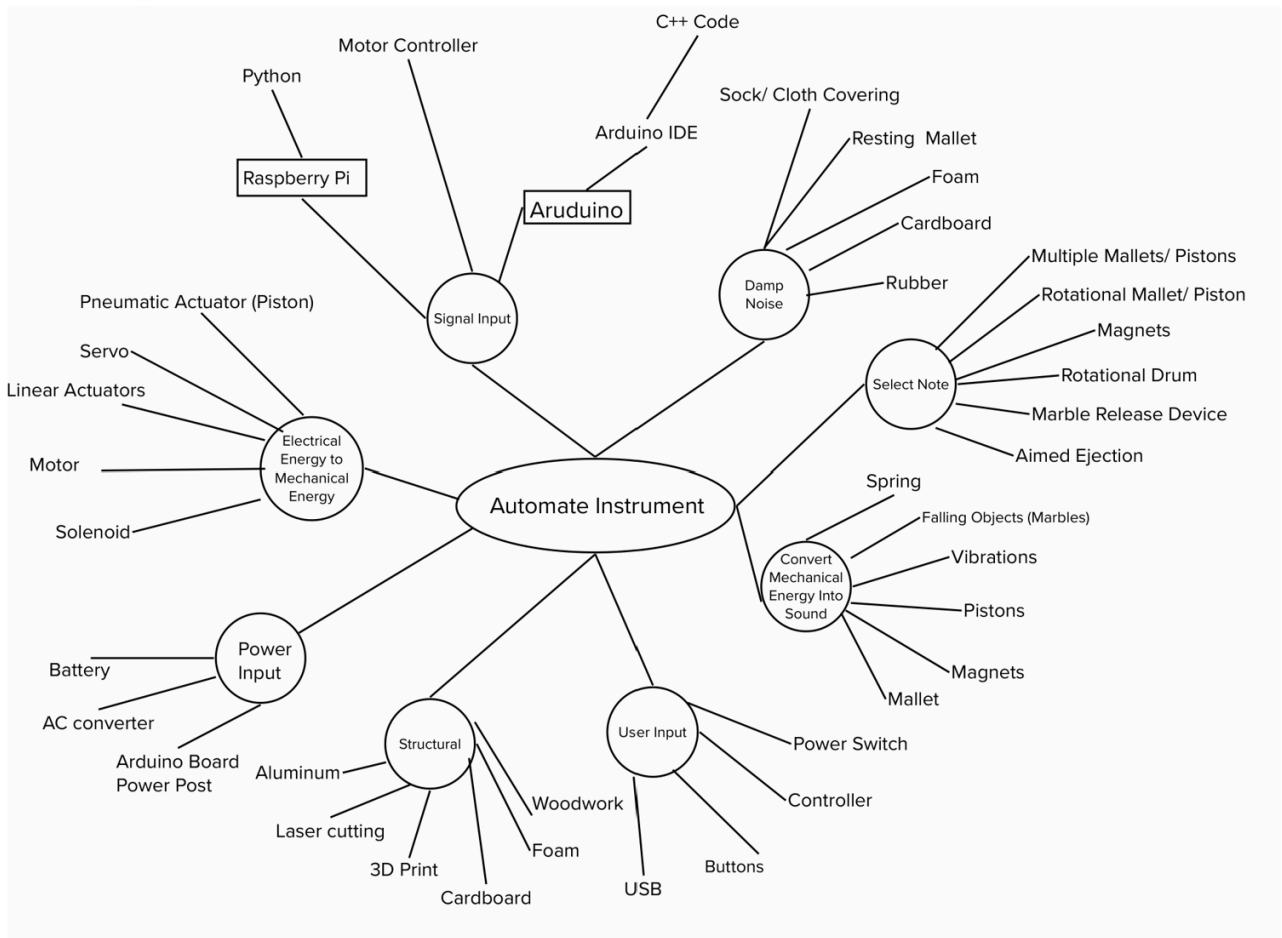 C++ Code
Motor Controller
Python
Sock/ Cloth Covering
Arduino IDE
Resting Mallet
Raspberry Pi
Foam
Aruduino
Cardboard
Multiple Mallets/ Pistons
Rubber
Damp
Noise
Rotational Mallet/ Piston
Pneumatic Actuator (Piston)
Signal Input
Magnets
Servo
Rotational Drum
Select Note
Linear Actuators
Marble Release Device
Electrical
Energy to
Mechanical
Energy
Aimed Ejection
Motor
Spring
Automate Instrument
Falling Objects (Marbles)
Solenoid
Vibrations
Convert
Mechanical
Energy Into
Sound
Pistons
Power
Input
Battery
Magnets
Mallet
AC converter
User Input
Structural
Power Switch
Arduino Board
Power Post
Aluminum
Controller
Woodwork
Laser cutting
Foam
3D Print
Buttons
USB
Cardboard